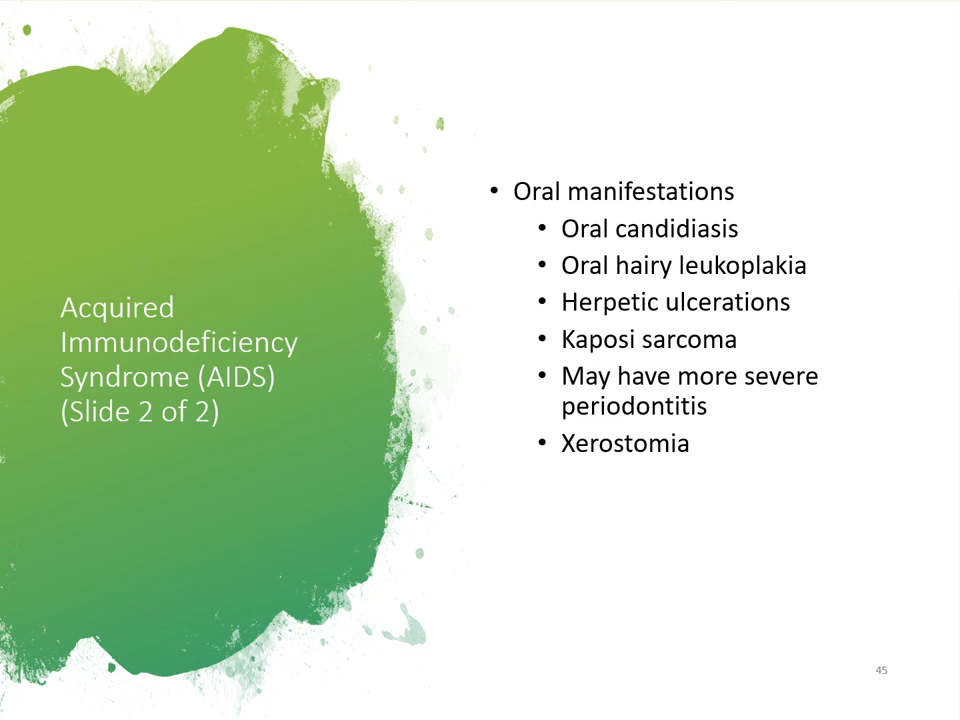 Acquired
Immunodeficiency
Syndrome (AIDS)
(Slide 2 of 2)
• Oral manifestations
• Oral candidiasis
• Oral hairy leukoplakia
• Herpetic ulcerations
• Kaposi sarcoma
• May have more severe
periodontitis
• Xerostomia
45